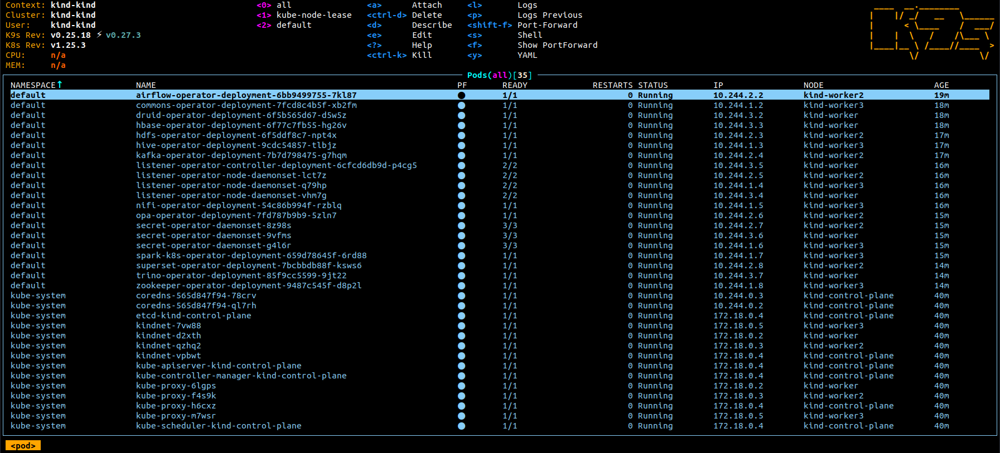 Context: kind-kind <0> all <a> Attach <l> Logs
Cluster: kind-kind <1> kube-node-lease <ctrl-d> Delete <p> Logs Previous
User: kind-kind <2> default <d> Describe <shift-f> Port-Forward
K9s Rev: v0.25.18 ⚡ v0.27.3 <e> Edit <s> Shell
K8s Rev: v1.25.3 <?> Help <f> Show PortForward
CPU: n/a <ctrl-k> Kill <y> YAML
MEM: n/a
Pods(all)[35]
NAMESPACE↑ NAME PF READY RESTARTS STATUS IP NODE AGE
default airflow-operator-deployment-6bb9499755-7kl87 ● 1/1 0 Running 10.244.2.2 kind-worker2 19m
default commons-operator-deployment-7fcd8c4b5f-xb2fm ● 1/1 0 Running 10.244.1.2 kind-worker3 18m
default druid-operator-deployment-6f5b565d67-d5w5z ● 1/1 0 Running 10.244.3.2 kind-worker 18m
default hbase-operator-deployment-6f77c7fb55-hg26v ● 1/1 0 Running 10.244.3.3 kind-worker 18m
default hdfs-operator-deployment-6f5ddf8c7-npt4x ● 1/1 0 Running 10.244.2.3 kind-worker2 17m
default hive-operator-deployment-9cdc54857-tlbjz ● 1/1 0 Running 10.244.1.3 kind-worker3 17m
default kafka-operator-deployment-7b7d798475-g7hqm ● 1/1 0 Running 10.244.2.4 kind-worker2 17m
default listener-operator-controller-deployment-6cfcd6db9d-p4cg5 ● 2/2 0 Running 10.244.3.5 kind-worker 16m
default listener-operator-node-daemonset-lct7z ● 2/2 0 Running 10.244.2.5 kind-worker2 16m
default listener-operator-node-daemonset-q79hp ● 2/2 0 Running 10.244.1.4 kind-worker3 16m
default listener-operator-node-daemonset-vhm7g ● 2/2 0 Running 10.244.3.4 kind-worker 16m
default nifi-operator-deployment-54c86b994f-rzblq ● 1/1 0 Running 10.244.1.5 kind-worker3 16m
default opa-operator-deployment-7fd787b9b9-5zln7 ● 1/1 0 Running 10.244.2.6 kind-worker2 15m
default secret-operator-daemonset-8z98s ● 3/3 0 Running 10.244.2.7 kind-worker2 15m
default secret-operator-daemonset-9vfms ● 3/3 0 Running 10.244.3.6 kind-worker 15m
default secret-operator-daemonset-g4l6r ● 3/3 0 Running 10.244.1.6 kind-worker3 15m
default spark-k8s-operator-deployment-659d78645f-6rd88 ● 1/1 0 Running 10.244.1.7 kind-worker3 15m
default superset-operator-deployment-7bcbbdb88f-ksws6 ● 1/1 0 Running 10.244.2.8 kind-worker2 14m
default trino-operator-deployment-85f9cc5599-9jt22 ● 1/1 0 Running 10.244.3.7 kind-worker 14m
default zookeeper-operator-deployment-9487c545f-d8p2l ● 1/1 0 Running 10.244.1.8 kind-worker3 14m
kube-system coredns-565d847f94-78crv ● 1/1 0 Running 10.244.0.3 kind-control-plane 40m
kube-system coredns-565d847f94-ql7rh ● 1/1 0 Running 10.244.0.2 kind-control-plane 40m
kube-system etcd-kind-control-plane ● 1/1 0 Running 172.18.0.4 kind-control-plane 40m
kube-system kindnet-7vw88 ● 1/1 0 Running 172.18.0.5 kind-worker3 40m
kube-system kindnet-d2xth ● 1/1 0 Running 172.18.0.2 kind-worker 40m
kube-system kindnet-qzhq2 ● 1/1 0 Running 172.18.0.3 kind-worker2 40m
kube-system kindnet-vpbwt ● 1/1 0 Running 172.18.0.4 kind-control-plane 40m
kube-system kube-apiserver-kind-control-plane ● 1/1 0 Running 172.18.0.4 kind-control-plane 40m
kube-system kube-controller-manager-kind-control-plane ● 1/1 0 Running 172.18.0.4 kind-control-plane 40m
kube-system kube-proxy-6lgps ● 1/1 0 Running 172.18.0.2 kind-worker 40m
kube-system kube-proxy-f4s9k ● 1/1 0 Running 172.18.0.3 kind-worker2 40m
kube-system kube-proxy-h6cxz ● 1/1 0 Running 172.18.0.4 kind-control-plane 40m
kube-system kube-proxy-m7wsr ● 1/1 0 Running 172.18.0.5 kind-worker3 40m
kube-system kube-scheduler-kind-control-plane ● 1/1 0 Running 172.18.0.4 kind-control-plane 40m
<pod>